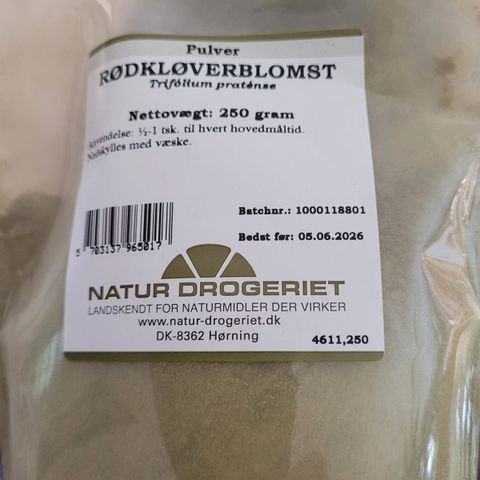 Pulver
RØDKLØVERBLOMST
Trifólium praténse
Nettovægt: 250 gram
Anvendelse: ½-1 tsk. til hvert hovedmåltid.
Nedskylles med væske.
Batchnr.: 1000118801
5 703137 965017
Bedst før: 05.06.2026
NATUR DROGERIET
LANDSKENDT FOR NATURMIDLER DER VIRKER
www.natur-drogeriet.dk
DK-8362 Hørning
4611,250